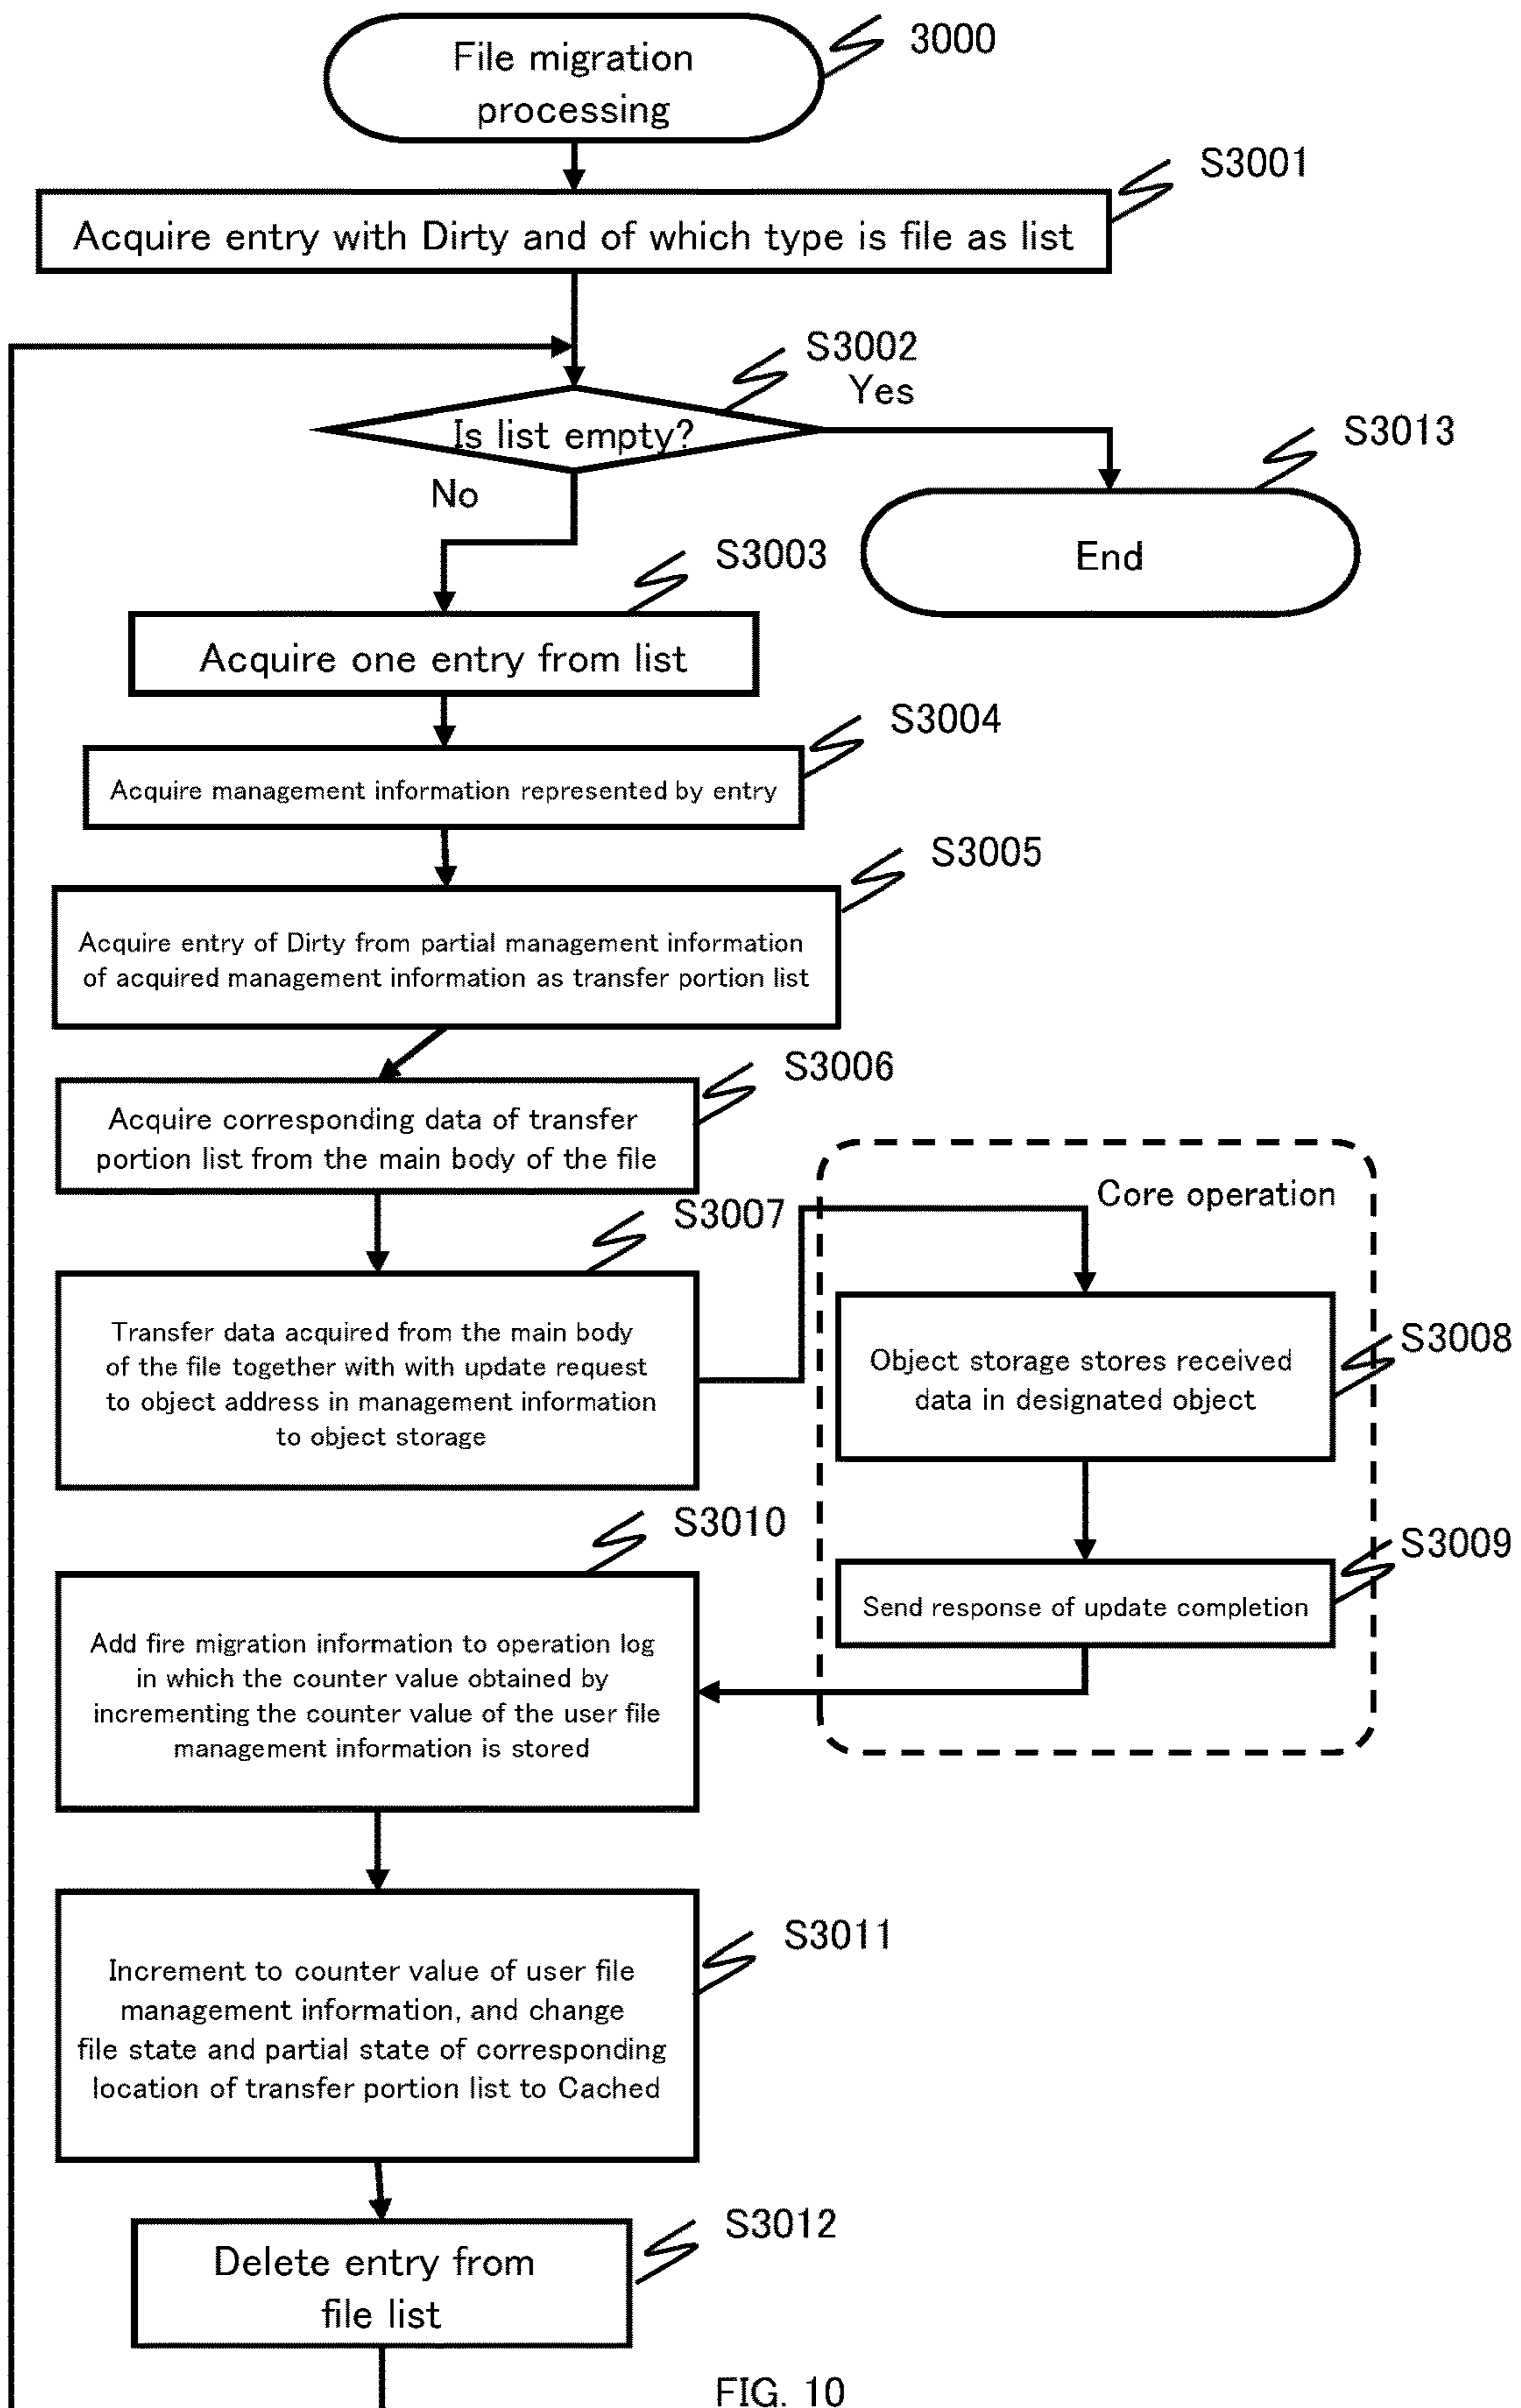 File migration
processing
3000
S3001
Acquire entry with Dirty and of which type is file as list
S3002
Yes
Is list empty?
No
S3013
End
S3003
Acquire one entry from list
S3004
Acquire management information represented by entry
S3005
Acquire entry of Dirty from partial management information
of acquired management information as transfer portion list
S3006
Acquire corresponding data of transfer
portion list from the main body of the file
S3007
Transfer data acquired from the main body
of the file together with with update request
to object address in management information
to object storage
Core operation
S3008
Object storage stores received
data in designated object
S3009
Send response of update completion
S3010
Add fire migration information to operation log
in which the counter value obtained by
incrementing the counter value of the user file
management information is stored
S3011
Increment to counter value of user file
management information, and change
file state and partial state of corresponding
location of transfer portion list to Cached
S3012
Delete entry from
file list
FIG. 10